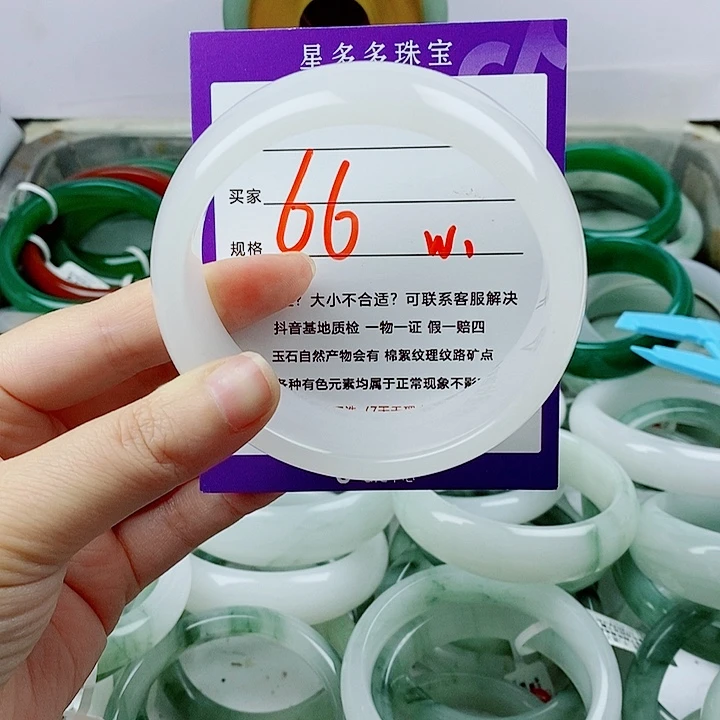 星多多珠宝
买家
66
规格
W,
大小不合适?可联系客服解决
抖音基地质检 一物一证 假一赔四
玉石自然产物会有 棉絮纹理纹路矿点
各种有色元素均属于正常现象不影